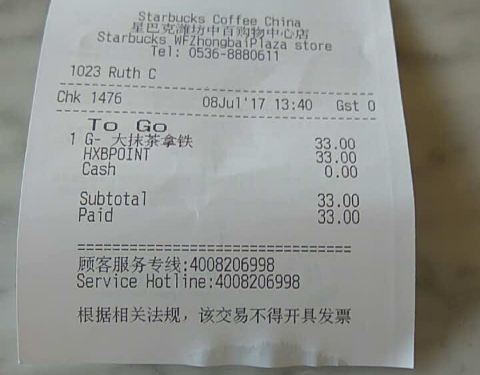 Starbucks Coffee China
星巴克潍坊中百购物中心店
Starbucks WFZhongbaiPlaza store
Tel: 0536-8880611
1023 Ruth C
Chk 1476 08Jul'17 13:40 Gst 0
To Go
1 G- 大抹茶拿铁 33.00
HXBPOINT 33.00
Cash 0.00
Subtotal 33.00
Paid 33.00
================================
顾客服务专线:4008206998
Service Hotline:4008206998
根据相关法规，该交易不得开具发票